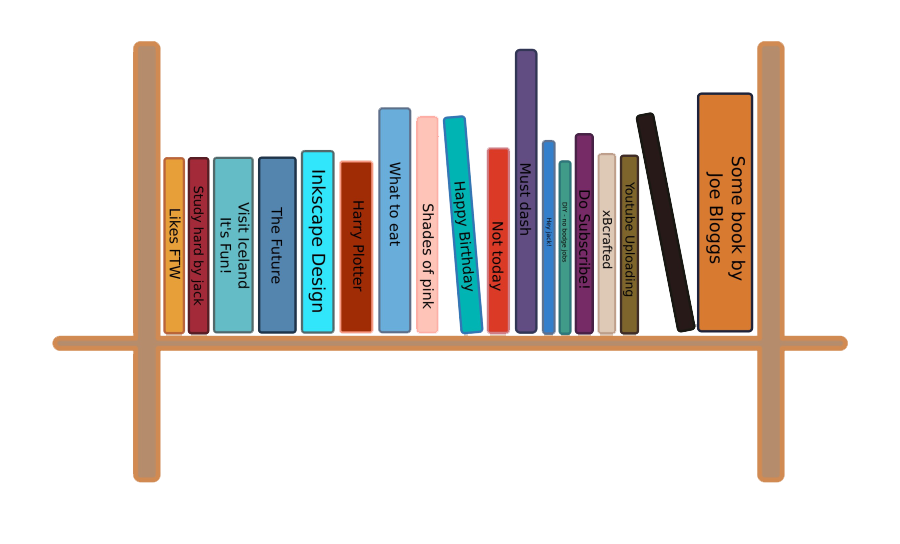 Likes FTW
Study hard by jack
Visit Iceland
It's Fun!
The Future
Inkscape Design
Harry Plotter
What to eat
Shades of pink
Happy Birthday
Not today
Must dash
Hey jack!
DIY - no bodge jobs
Do Subscribe!
xBcrafted
Youtube Uploading
Some book by
Joe Bloggs